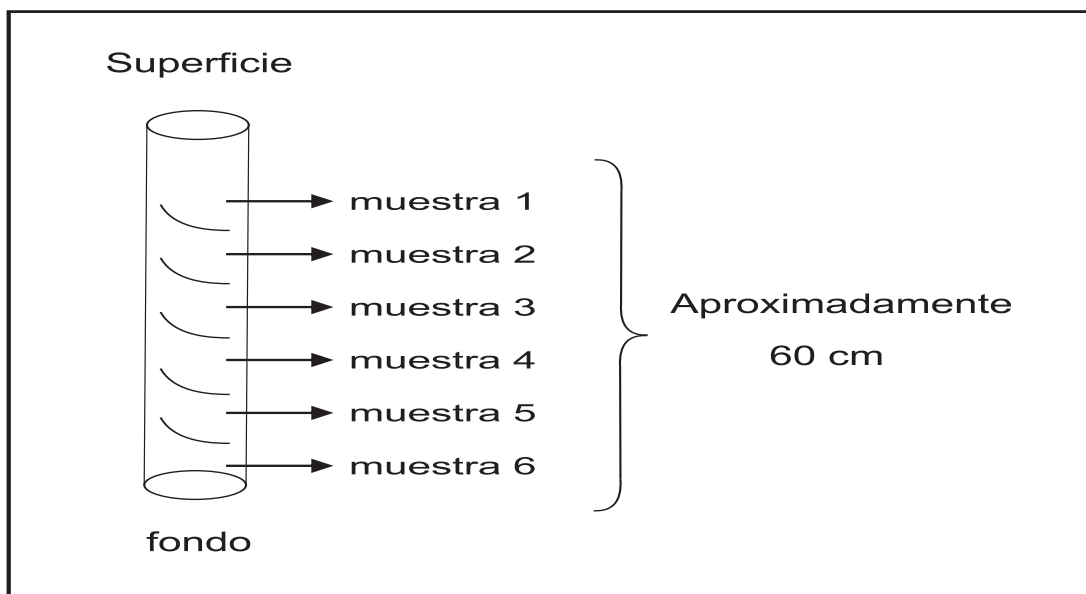 Superficie
muestra 1
muestra 2
muestra 3
muestra 4
muestra 5
muestra 6
Aproximadamente
60 cm
fondo